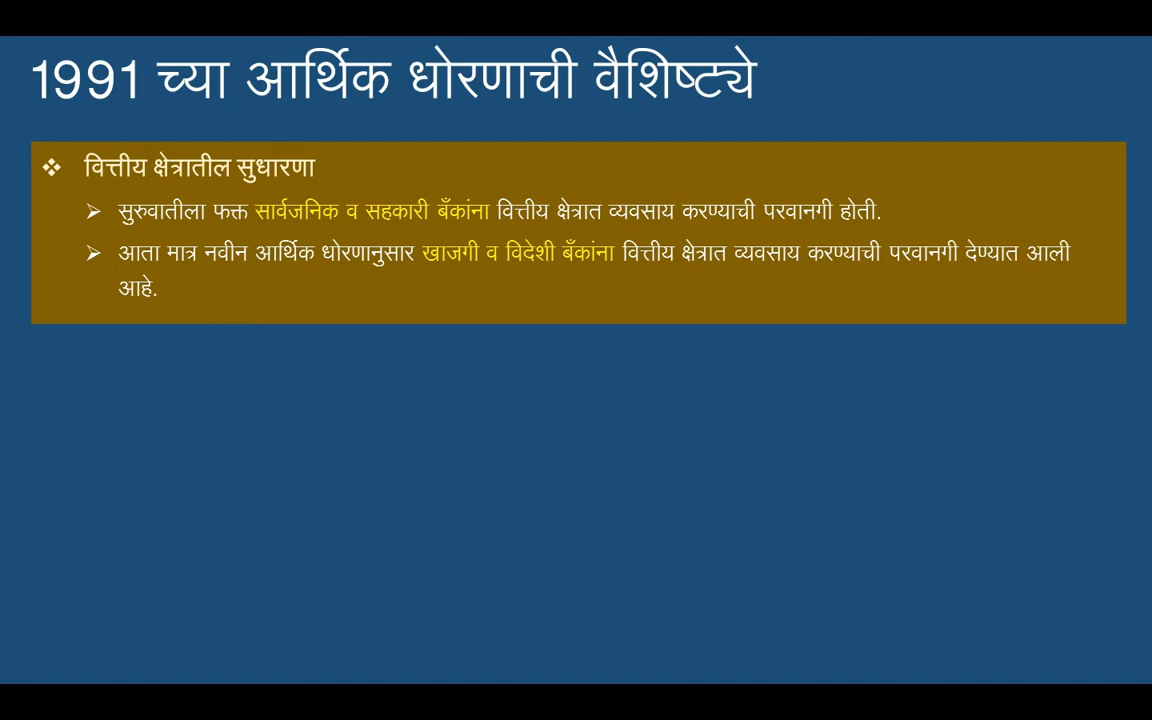 1991 च्या आर्थिक धोरणाची वैशिष्ट्ये
❖ वित्तीय क्षेत्रातील सुधारणा
➢ सुरुवातीला फक्त सार्वजनिक व सहकारी बँकांना वित्तीय क्षेत्रात व्यवसाय करण्याची परवानगी होती.
➢ आता मात्र नवीन आर्थिक धोरणानुसार खाजगी व विदेशी बँकांना वित्तीय क्षेत्रात व्यवसाय करण्याची परवानगी देण्यात आली
आहे.